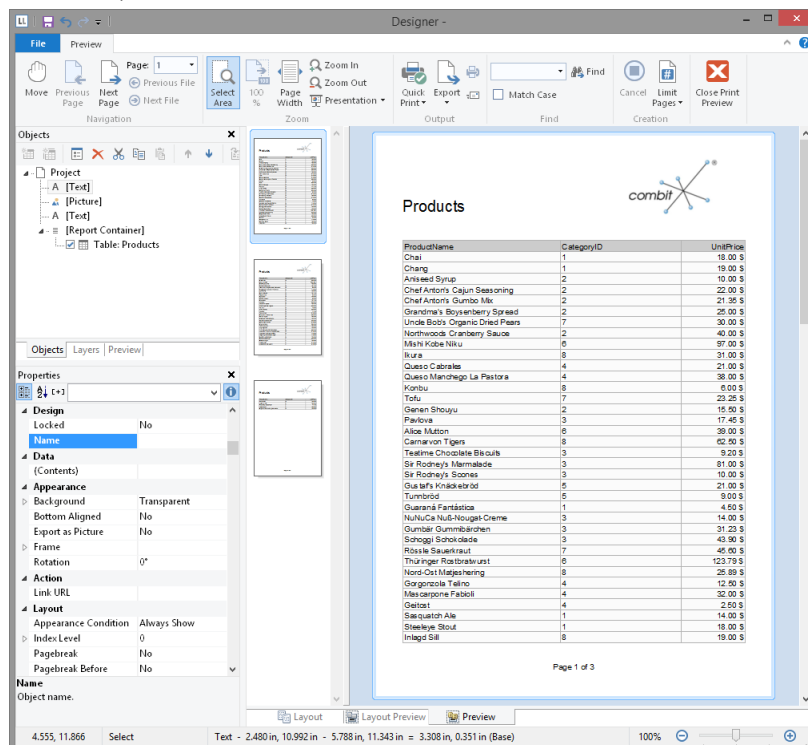 Designer -
File Preview
Move
Previous Page
Next Page
Page: 1
Previous File
Next File
Navigation
Select Area
100 %
Page Width
Zoom In
Zoom Out
Presentation
Zoom
Quick Print
Export
Output
Find
Match Case
Find
Cancel
Limit Pages
Creation
Close Print Preview
Objects
Project
A [Text]
[Picture]
A [Text]
[Report Container]
Table: Products
Objects Layers Preview
Properties
Design
Locked No
Name
Data
(Contents)
Appearance
Background Transparent
Bottom Aligned No
Export as Picture No
Frame
Rotation 0°
Action
Link URL
Layout
Appearance Condition Always Show
Index Level 0
Pagebreak No
Pagebreak Before No
Name
Object name.
combit
Products
ProductName CategoryID UnitPrice
Chai 1 18.00 $
Chang 1 19.00 $
Aniseed Syrup 2 10.00 $
Chef Anton's Cajun Seasoning 2 22.00 $
Chef Anton's Gumbo Mix 2 21.35 $
Grandma's Boysenberry Spread 2 25.00 $
Uncle Bob's Organic Dried Pears 7 30.00 $
Northwoods Cranberry Sauce 2 40.00 $
Mishi Kobe Niku 6 97.00 $
Ikura 8 31.00 $
Queso Cabrales 4 21.00 $
Queso Manchego La Pastora 4 38.00 $
Konbu 8 6.00 $
Tofu 7 23.25 $
Genen Shouyu 2 15.50 $
Pavlova 3 17.45 $
Alice Mutton 6 39.00 $
Carnarvon Tigers 8 62.50 $
Teatime Chocolate Biscuits 3 9.20 $
Sir Rodney's Marmalade 3 81.00 $
Sir Rodney's Scones 3 10.00 $
Gustaf's Knäckebröd 5 21.00 $
Tunnbröd 5 9.00 $
Guaraná Fantástica 1 4.50 $
NuNuCa Nuß-Nougat-Creme 3 14.00 $
Gumbär Gummibärchen 3 31.23 $
Schoggi Schokolade 3 43.90 $
Rössle Sauerkraut 7 45.60 $
Thüringer Rostbratwurst 6 123.79 $
Nord-Ost Matjeshering 8 25.89 $
Gorgonzola Telino 4 12.50 $
Mascarpone Fabioli 4 32.00 $
Geitost 4 2.50 $
Sasquatch Ale 1 14.00 $
Steeleye Stout 1 18.00 $
Inlagd Sill 8 19.00 $
Page 1 of 3
Layout Layout Preview Preview
4.555, 11.866 Select Text - 2.480 in, 10.992 in - 5.788 in, 11.343 in = 3.308 in, 0.351 in (Base) 100%